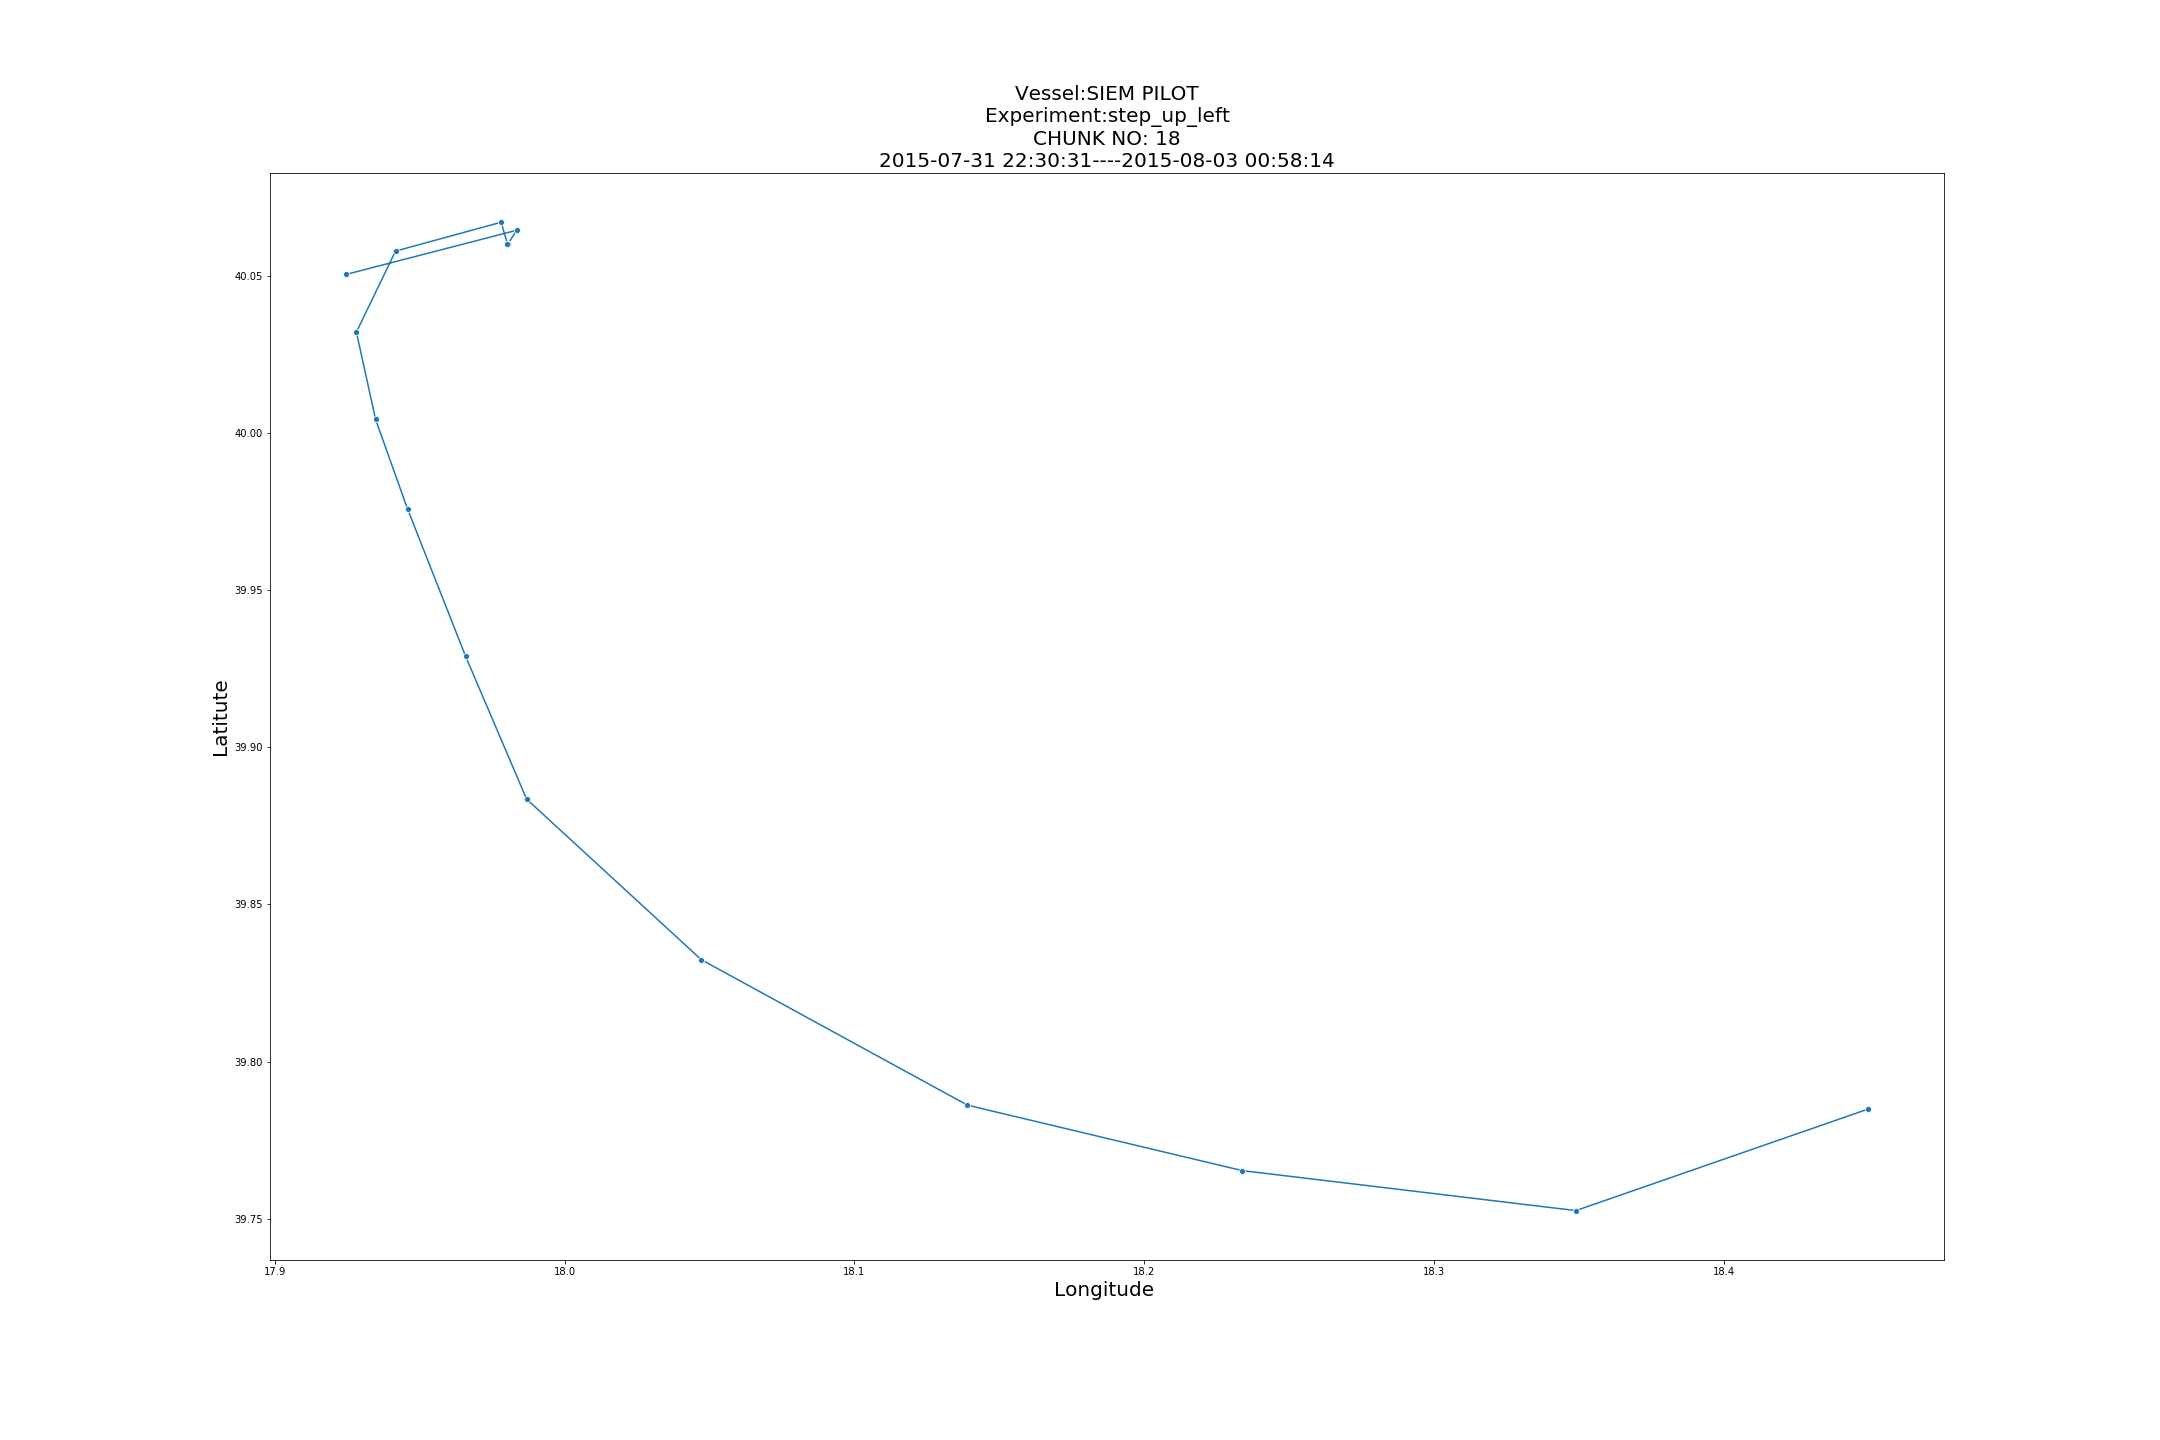 Vessel:SIEM PILOT
Experiment:step_up_left
CHUNK NO: 18
2015-07-31 22:30:31----2015-08-03 00:58:14
40.05
40.00
39.95
39.90
39.85
39.80
39.75
Latitute
17.9 18.0 18.1 18.2 18.3 18.4
Longitude